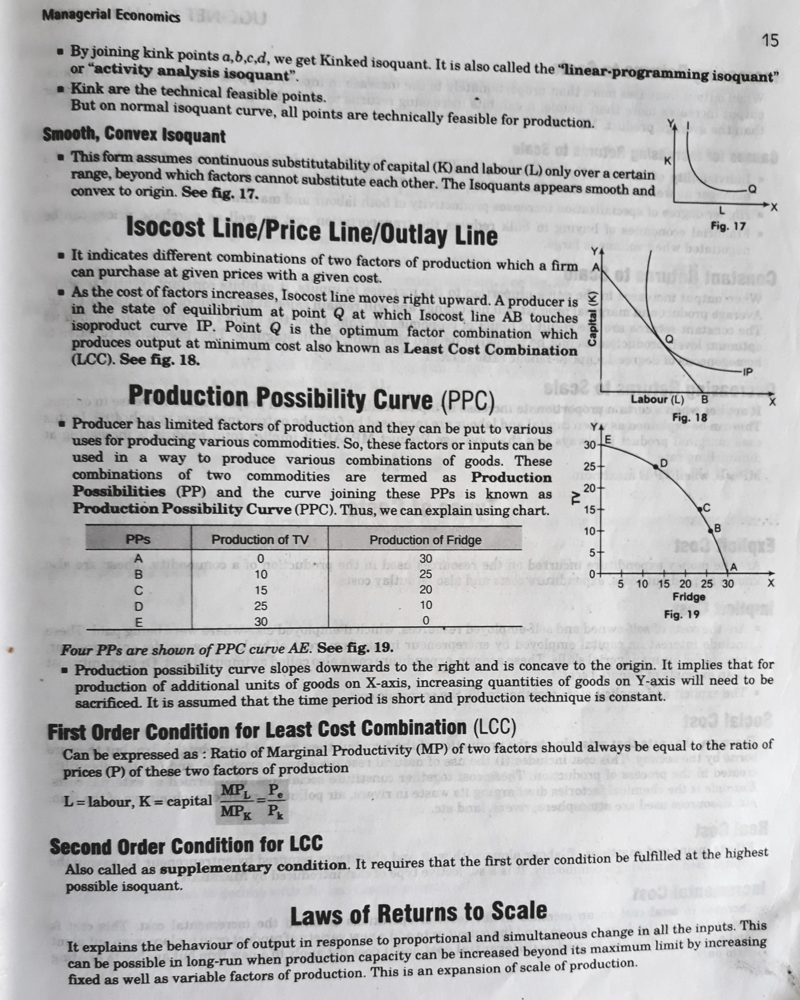 Managerial Economics
15
▪ By joining kink points a,b,c,d, we get Kinked isoquant. It is also called the "linear-programming isoquant"
or "activity analysis isoquant".
▪ Kink are the technical feasible points.
But on normal isoquant curve, all points are technically feasible for production.
Smooth, Convex Isoquant
▪ This form assumes continuous substitutability of capital (K) and labour (L) only over a certain
range, beyond which factors cannot substitute each other. The Isoquants appears smooth and
convex to origin. See fig. 17.
Y I
K
Q
L X
Fig. 17
Isocost Line/Price Line/Outlay Line
▪ It indicates different combinations of two factors of production which a firm
can purchase at given prices with a given cost.
▪ As the cost of factors increases, Isocost line moves right upward. A producer is
in the state of equilibrium at point Q at which Isocost line AB touches
isoproduct curve IP. Point Q is the optimum factor combination which
produces output at minimum cost also known as Least Cost Combination
(LCC). See fig. 18.
Y
A
Capital (K)
Q
IP
Labour (L) B X
Fig. 18
Production Possibility Curve (PPC)
▪ Producer has limited factors of production and they can be put to various
uses for producing various commodities. So, these factors or inputs can be
used in a way to produce various combinations of goods. These
combinations of two commodities are termed as Production
Possibilities (PP) and the curve joining these PPs is known as
Production Possibility Curve (PPC). Thus, we can explain using chart.
PPs Production of TV Production of Fridge
A 0 30
B 10 25
C 15 20
D 25 10
E 30 0
Y
30 E
25 D
20
TV
15 C
10 B
5
0 A
5 10 15 20 25 30 X
Fridge
Fig. 19
Four PPs are shown of PPC curve AE. See fig. 19.
▪ Production possibility curve slopes downwards to the right and is concave to the origin. It implies that for
production of additional units of goods on X-axis, increasing quantities of goods on Y-axis will need to be
sacrificed. It is assumed that the time period is short and production technique is constant.
First Order Condition for Least Cost Combination (LCC)
Can be expressed as : Ratio of Marginal Productivity (MP) of two factors should always be equal to the ratio of
prices (P) of these two factors of production
L = labour, K = capital MP_L/MP_K = P_e/P_k
Second Order Condition for LCC
Also called as supplementary condition. It requires that the first order condition be fulfilled at the highest
possible isoquant.
Laws of Returns to Scale
It explains the behaviour of output in response to proportional and simultaneous change in all the inputs. This
can be possible in long-run when production capacity can be increased beyond its maximum limit by increasing
fixed as well as variable factors of production. This is an expansion of scale of production.